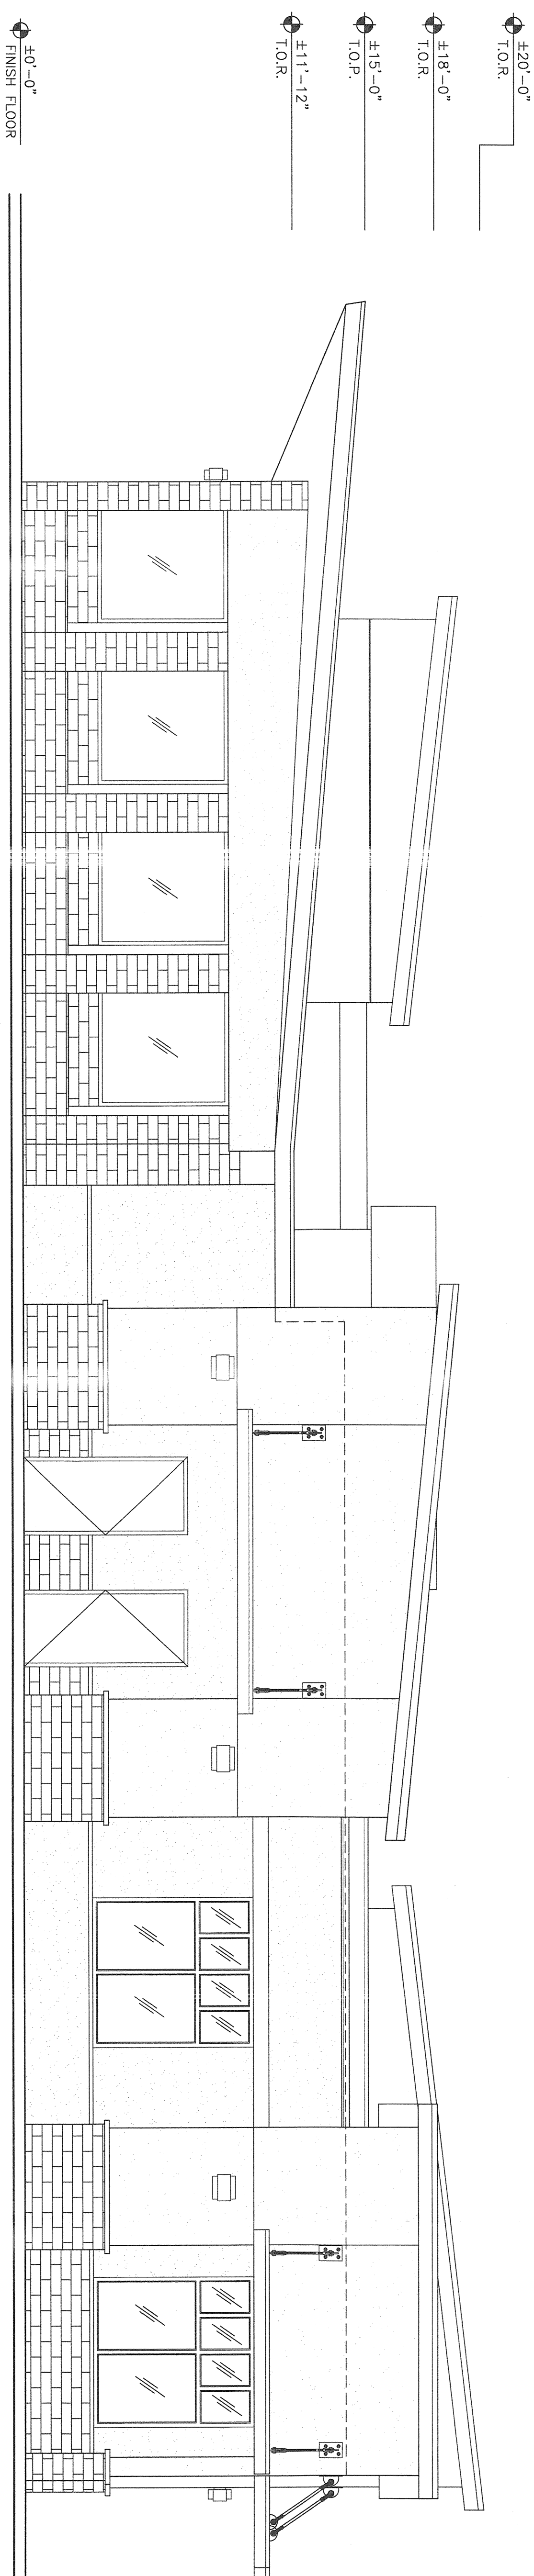 ±20'-0"
T.O.R.
±18'-0"
T.O.R.
±15'-0"
T.O.P.
±11'-12"
T.O.R.
±0'-0"
FINISH FLOOR